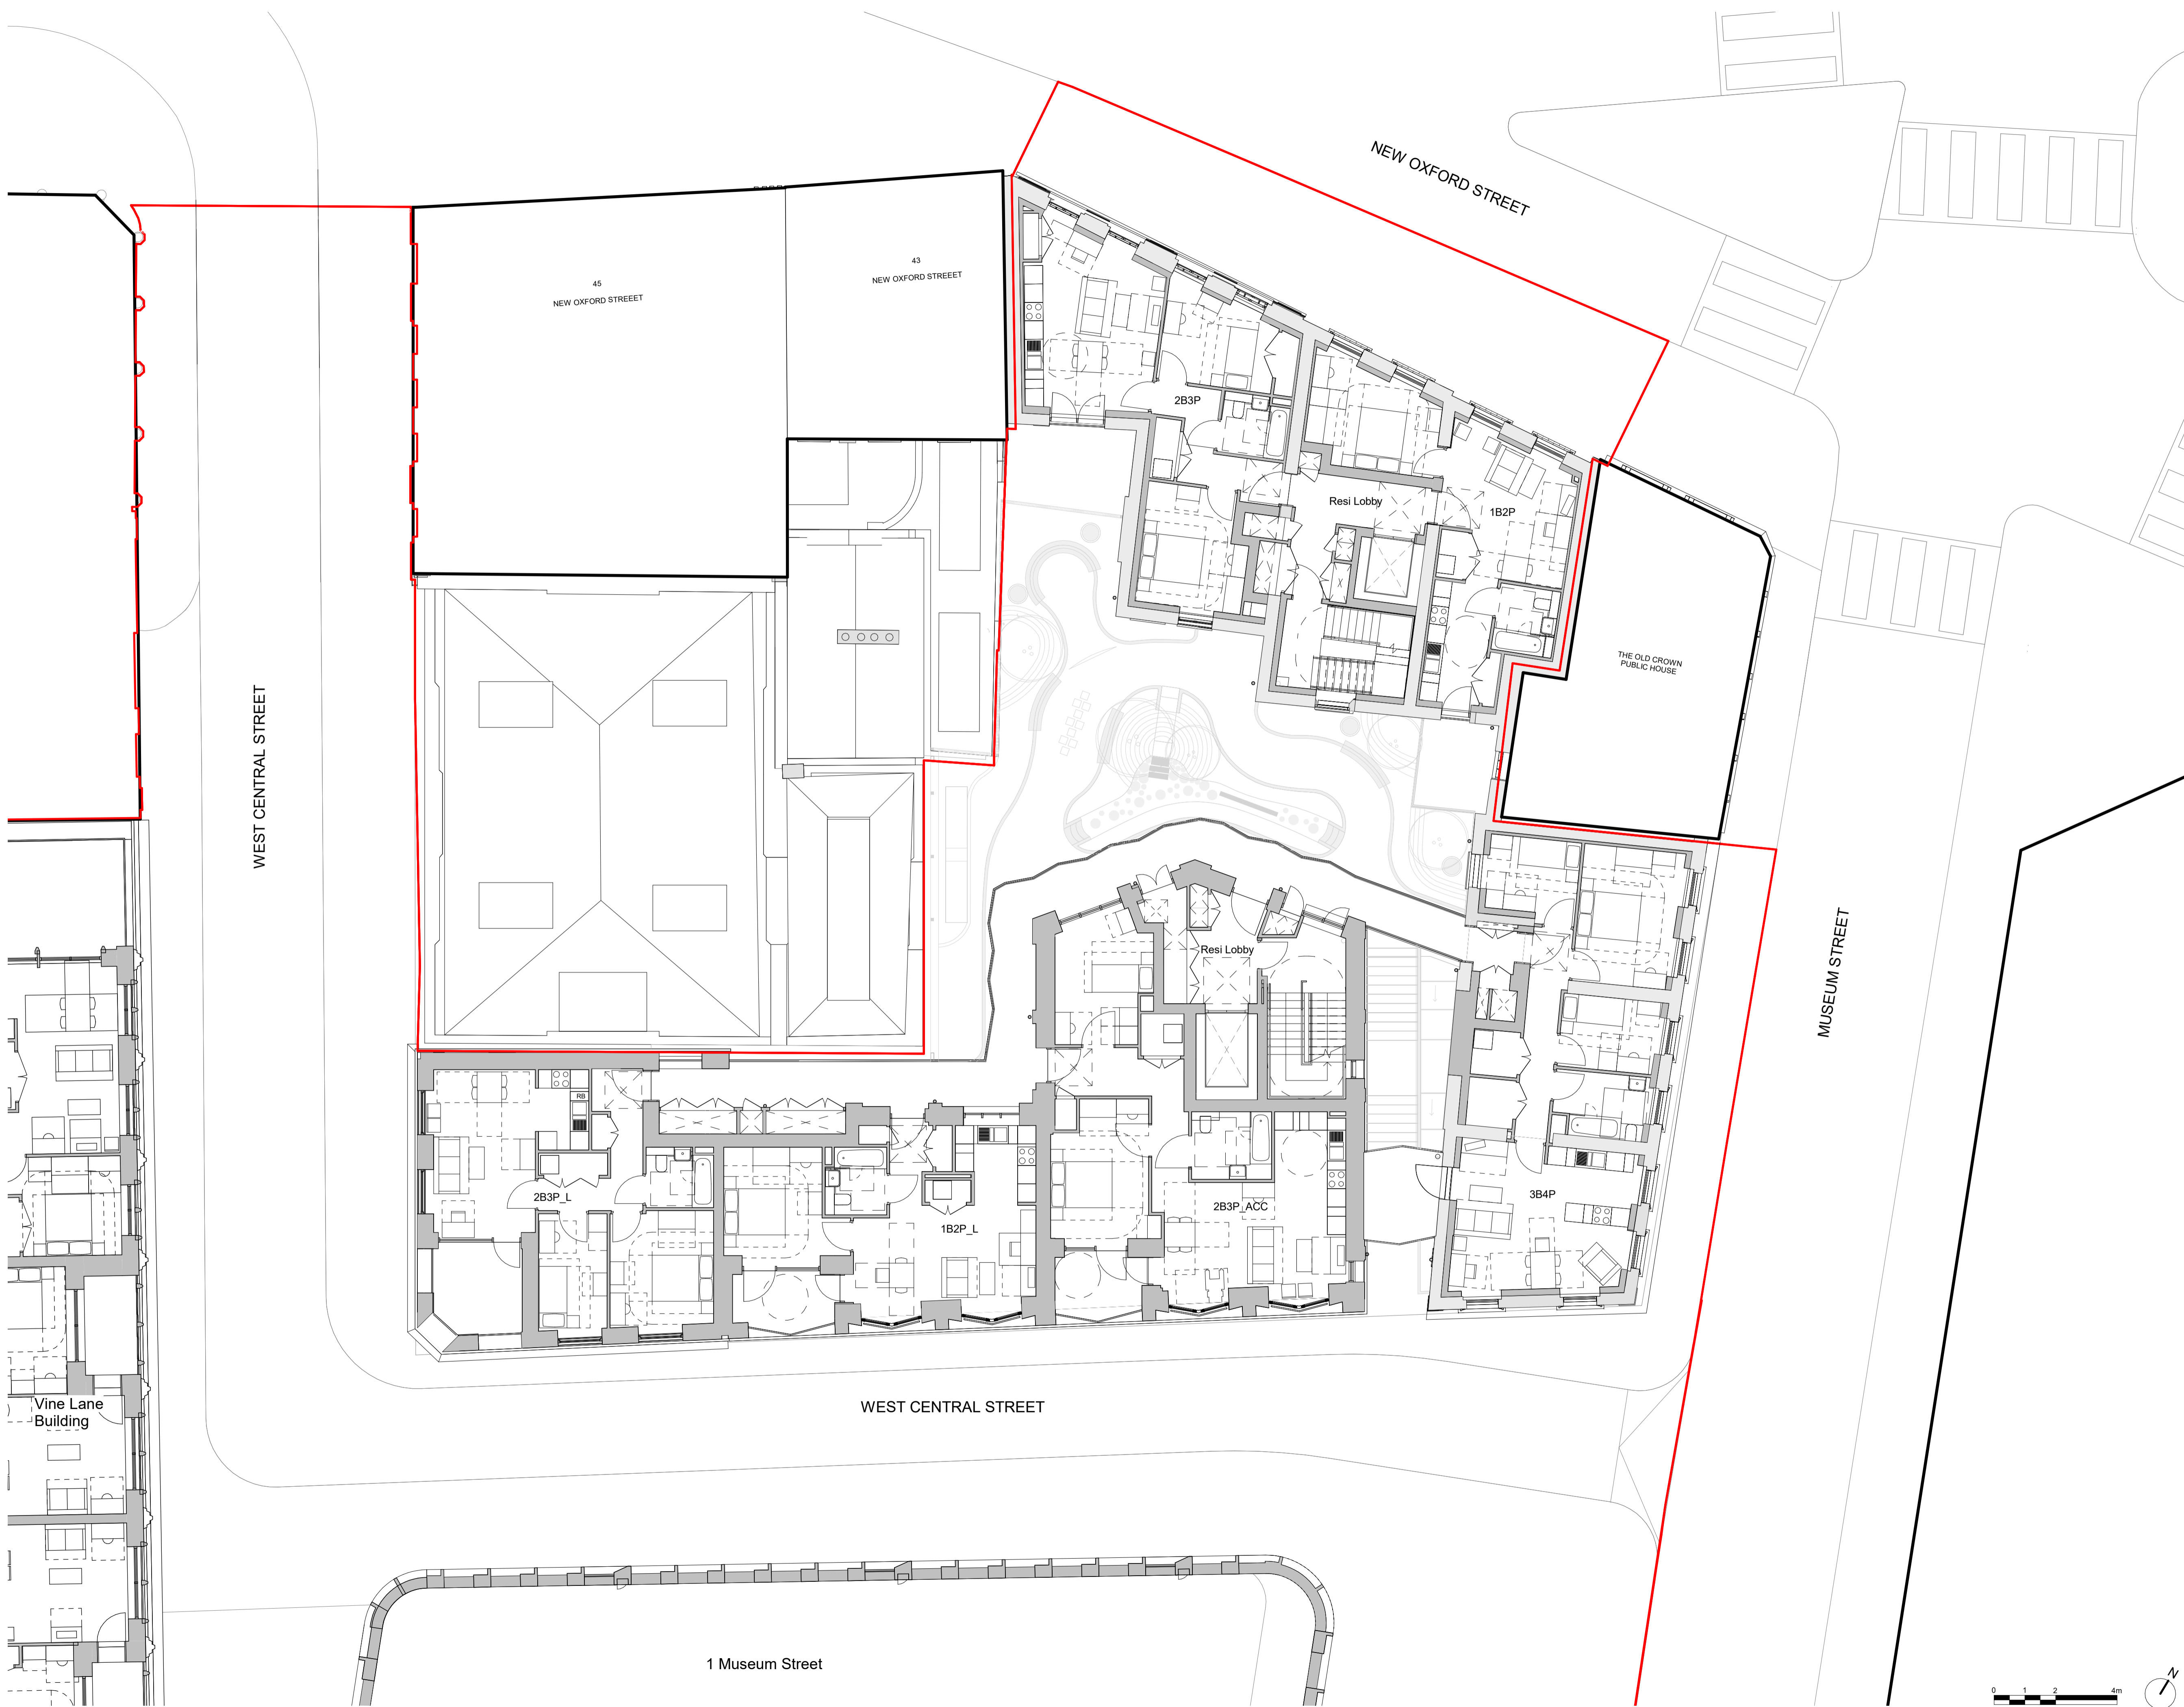 NEW OXFORD STREET
45
NEW OXFORD STREEET
43
NEW OXFORD STREEET
2B3P
Resi Lobby
1B2P
THE OLD CROWN
PUBLIC HOUSE
WEST CENTRAL STREET
MUSEUM STREET
Resi Lobby
RB
2B3P_L
1B2P_L
2B3P_ACC
3B4P
Vine Lane
Building
WEST CENTRAL STREET
1 Museum Street
N
0 1 2 4m